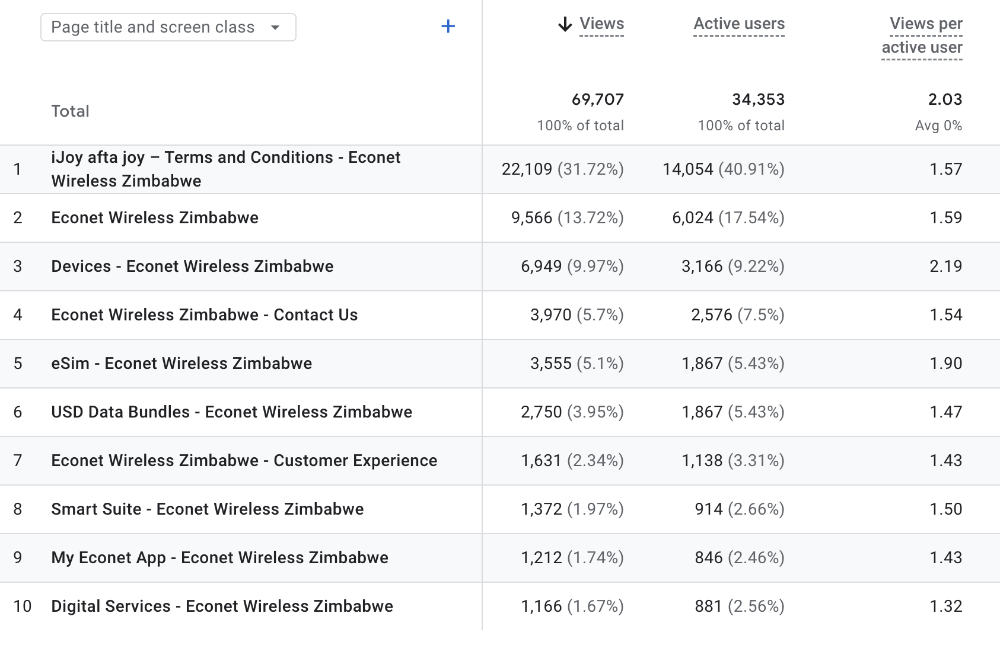 Page title and screen class
+
Views
Active users
Views per
active user
Total
69,707
34,353
2.03
100% of total
100% of total
Avg 0%
1 iJoy afta joy – Terms and Conditions - Econet
Wireless Zimbabwe
22,109 (31.72%) 14,054 (40.91%) 1.57
2 Econet Wireless Zimbabwe 9,566 (13.72%) 6,024 (17.54%) 1.59
3 Devices - Econet Wireless Zimbabwe 6,949 (9.97%) 3,166 (9.22%) 2.19
4 Econet Wireless Zimbabwe - Contact Us 3,970 (5.7%) 2,576 (7.5%) 1.54
5 eSim - Econet Wireless Zimbabwe 3,555 (5.1%) 1,867 (5.43%) 1.90
6 USD Data Bundles - Econet Wireless Zimbabwe 2,750 (3.95%) 1,867 (5.43%) 1.47
7 Econet Wireless Zimbabwe - Customer Experience 1,631 (2.34%) 1,138 (3.31%) 1.43
8 Smart Suite - Econet Wireless Zimbabwe 1,372 (1.97%) 914 (2.66%) 1.50
9 My Econet App - Econet Wireless Zimbabwe 1,212 (1.74%) 846 (2.46%) 1.43
10 Digital Services - Econet Wireless Zimbabwe 1,166 (1.67%) 881 (2.56%) 1.32